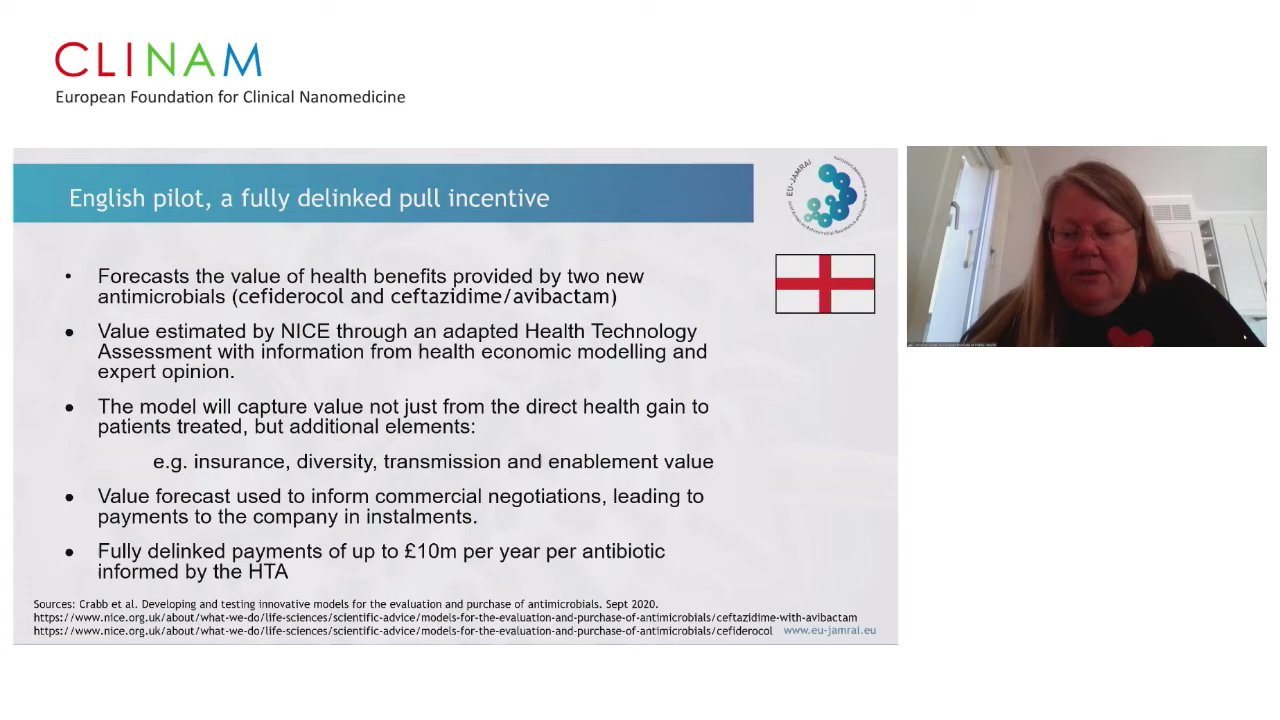 CLINAM
European Foundation for Clinical Nanomedicine
English pilot, a fully delinked pull incentive
EU-JAMRAI
• Forecasts the value of health benefits provided by two new
antimicrobials (cefiderocol and ceftazidime/avibactam)
• Value estimated by NICE through an adapted Health Technology
Assessment with information from health economic modelling and
expert opinion.
• The model will capture value not just from the direct health gain to
patients treated, but additional elements:
e.g. insurance, diversity, transmission and enablement value
• Value forecast used to inform commercial negotiations, leading to
payments to the company in instalments.
• Fully delinked payments of up to £10m per year per antibiotic
informed by the HTA
Sources: Crabb et al. Developing and testing innovative models for the evaluation and purchase of antimicrobials. Sept 2020.
https://www.nice.org.uk/about/what-we-do/life-sciences/scientific-advice/models-for-the-evaluation-and-purchase-of-antimicrobials/ceftazidime-with-avibactam
https://www.nice.org.uk/about/what-we-do/life-sciences/scientific-advice/models-for-the-evaluation-and-purchase-of-antimicrobials/cefiderocol www.eu-jamrai.eu